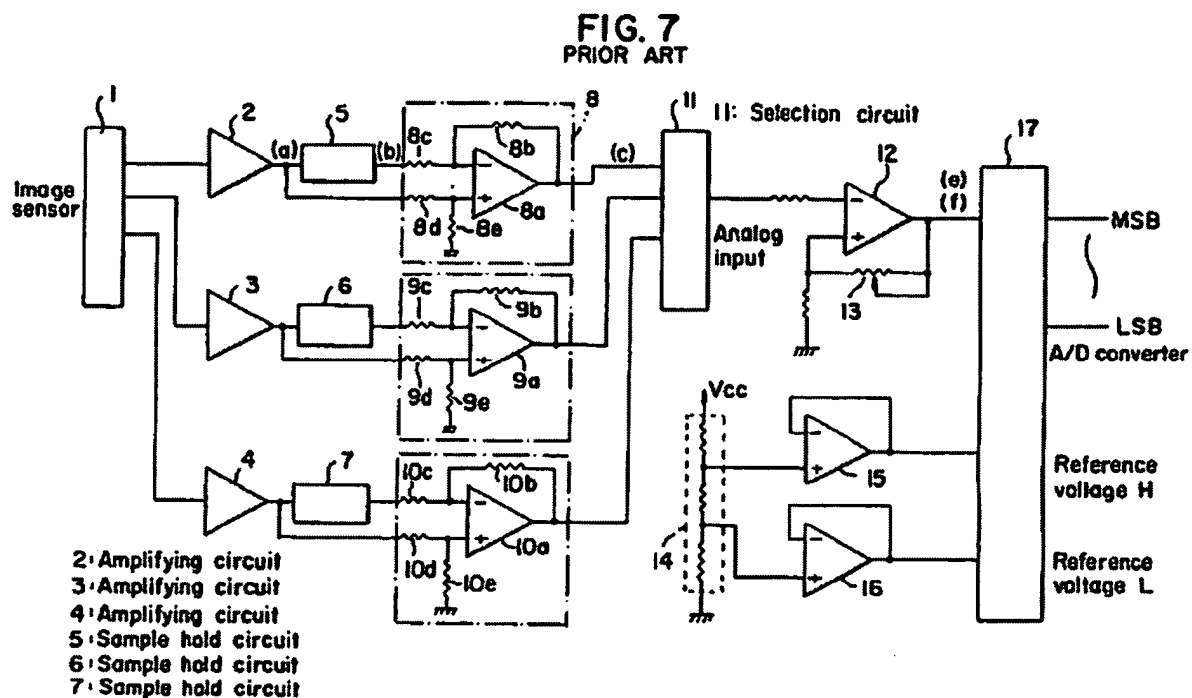 FIG. 7
PRIOR ART
1
2
5
8
11
11: Selection circuit
17
(a)
(b)
8c
8b
(c)
12
(e)
(f)
Image
sensor
8a
8d
8e
Analog
input
MSB
3
6
9c
9b
13
LSB
A/D converter
9a
9d
9e
Vcc
4
7
10c
10b
15
Reference
voltage H
10a
14
10d
10e
16
Reference
voltage L
2: Amplifying circuit
3: Amplifying circuit
4: Amplifying circuit
5: Sample hold circuit
6: Sample hold circuit
7: Sample hold circuit